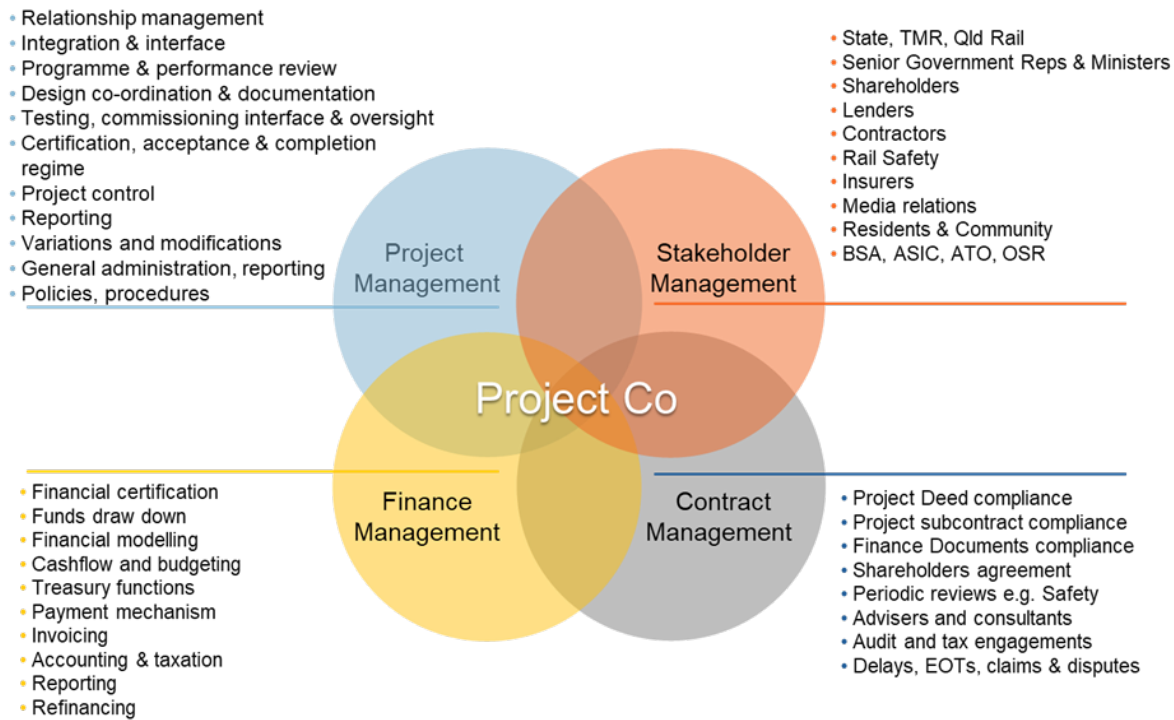 Relationship management
Integration & interface
Programme & performance review
Design co-ordination & documentation
Testing, commissioning interface & oversight
Certification, acceptance & completion
regime
Project control
Reporting
Variations and modifications
General administration, reporting
Policies, procedures
State, TMR, Qld Rail
Senior Government Reps & Ministers
Shareholders
Lenders
Contractors
Rail Safety
Insurers
Media relations
Residents & Community
BSA, ASIC, ATO, OSR
Project
Management
Stakeholder
Management
Project Co
Finance
Management
Contract
Management
Financial certification
Funds draw down
Financial modelling
Cashflow and budgeting
Treasury functions
Payment mechanism
Invoicing
Accounting & taxation
Reporting
Refinancing
Project Deed compliance
Project subcontract compliance
Finance Documents compliance
Shareholders agreement
Periodic reviews e.g. Safety
Advisers and consultants
Audit and tax engagements
Delays, EOTs, claims & disputes